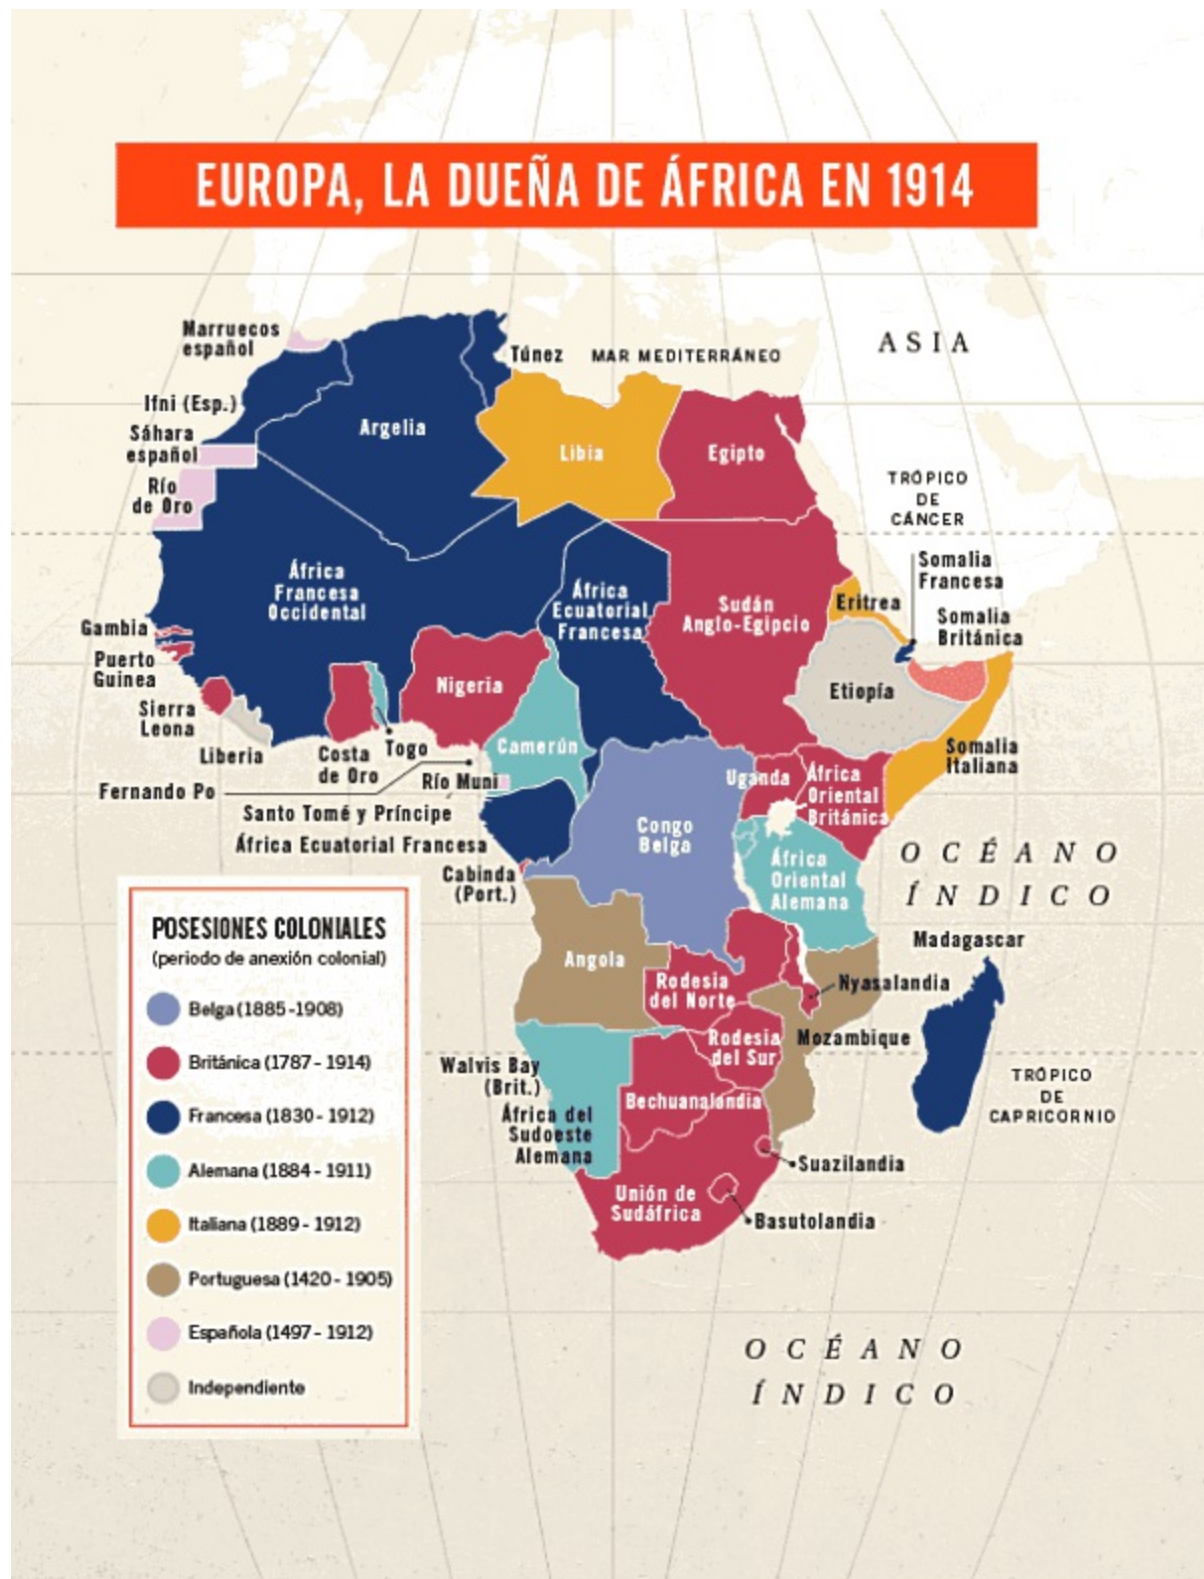 EUROPA, LA DUEÑA DE ÁFRICA EN 1914
Marruecos
español
Túnez
MAR MEDITERRÁNEO
ASIA
Ifni (Esp.)
Argelia
Sáhara
español
Libia
Egipto
Río
de Oro
TRÓPICO
DE
CÁNCER
África
Francesa
Occidental
África
Ecuatorial
Francesa
Sudán
Anglo-Egipcio
Eritrea
Somalia
Francesa
Somalia
Británica
Gambia
Puerto
Guinea
Nigeria
Etiopía
Sierra
Leona
Liberia
Costa
de Oro
Togo
Camerún
Somalia
Italiana
Fernando Po
Río Muni
Uganda
África
Oriental
Británica
Santo Tomé y Príncipe
África Ecuatorial Francesa
Congo
Belga
OCÉANO
ÍNDICO
Cabinda
(Port.)
África
Oriental
Alemana
Madagascar
Angola
Rodesia
del Norte
Nyasalandia
Mozambique
Rodesia
del Sur
Walvis Bay
(Brit.)
África del
Sudoeste
Alemana
Bechuanalandia
TRÓPICO
DE
CAPRICORNIO
Suazilandia
Unión de
Sudáfrica
Basutolandia
POSESIONES COLONIALES
(periodo de anexión colonial)
Belga (1885-1908)
Británica (1787-1914)
Francesa (1830-1912)
Alemana (1884-1911)
Italiana (1889-1912)
Portuguesa (1420-1905)
Española (1497-1912)
Independiente
OCÉANO
ÍNDICO